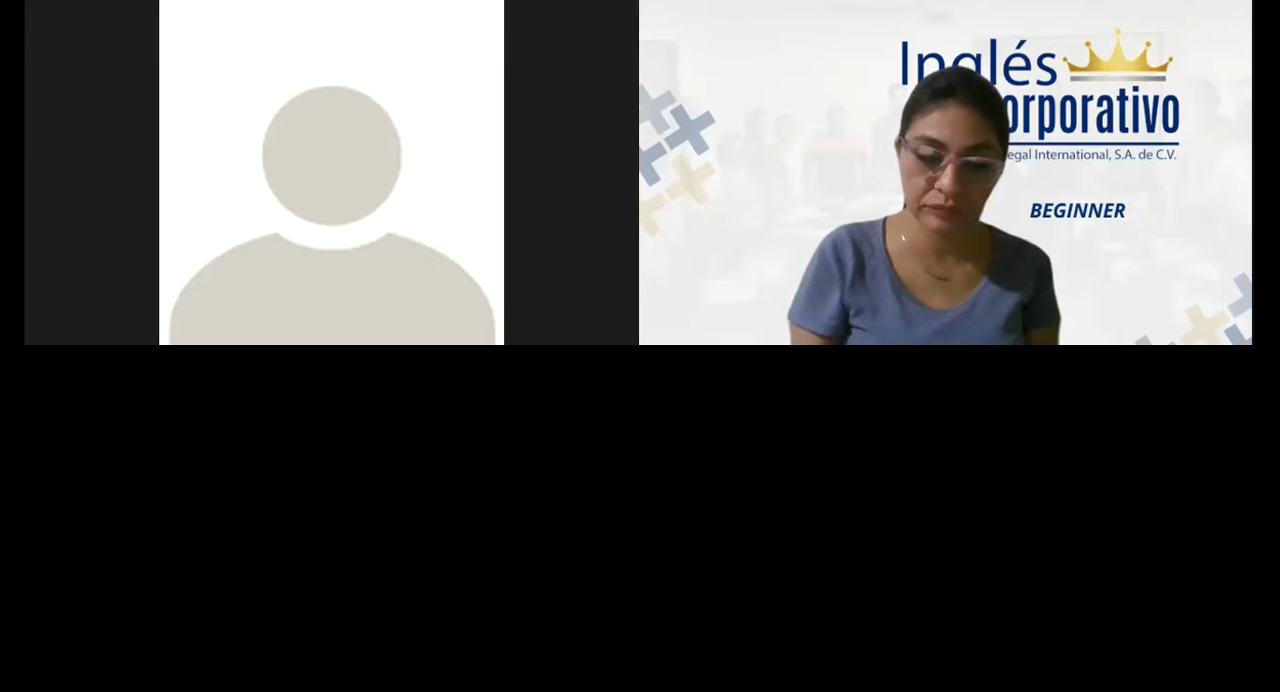 Inglés
orporativo
egal International, S.A. de C.V.
BEGINNER